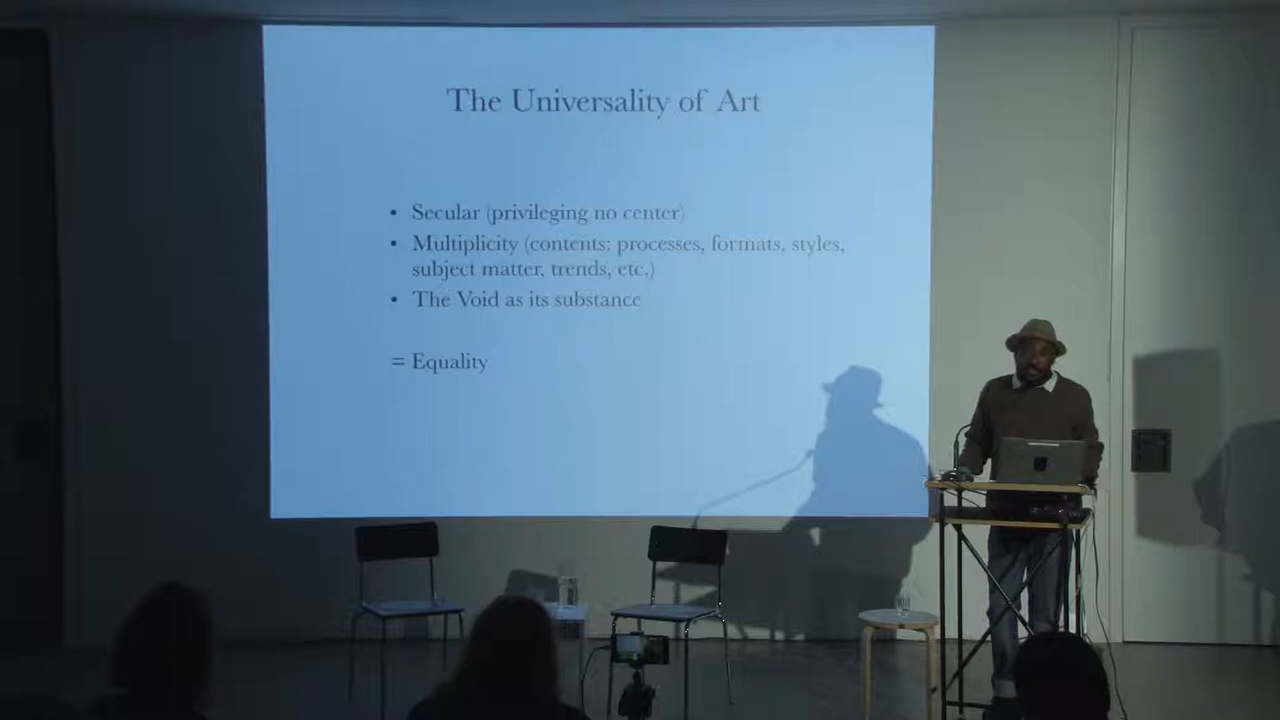 The Universality of Art
• Secular (privileging no center)
• Multiplicity (contents: processes, formats, styles,
subject matter, trends, etc.)
• The Void as its substance
= Equality